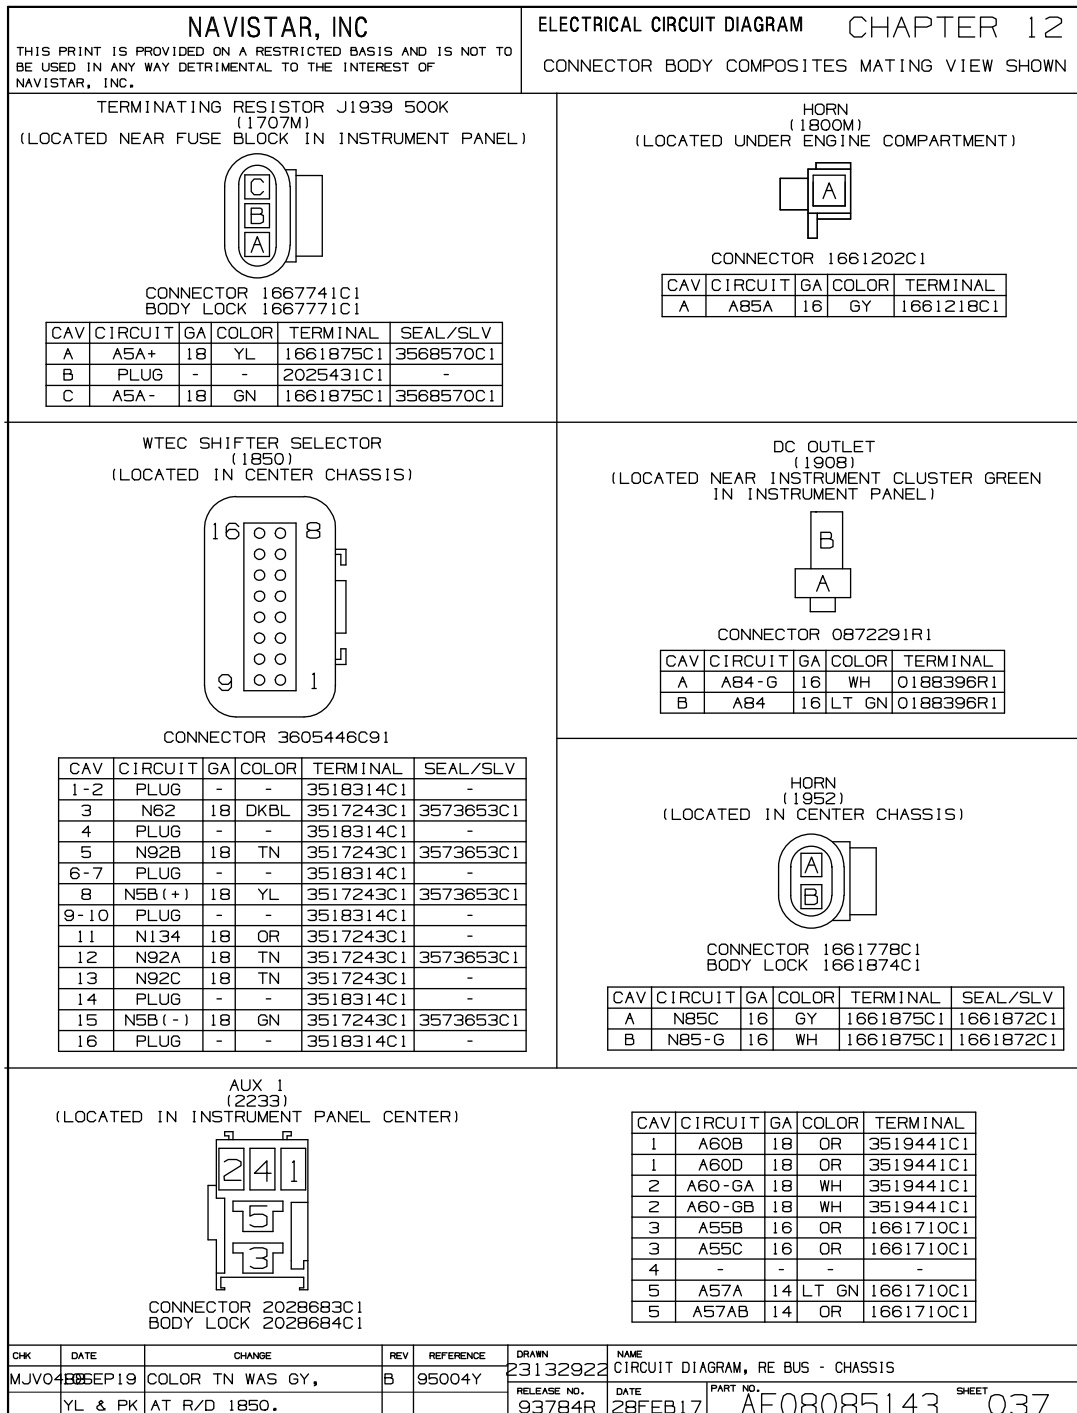 NAVISTAR, INC
THIS PRINT IS PROVIDED ON A RESTRICTED BASIS AND IS NOT TO
BE USED IN ANY WAY DETRIMENTAL TO THE INTEREST OF
NAVISTAR, INC.
ELECTRICAL CIRCUIT DIAGRAM CHAPTER 12
CONNECTOR BODY COMPOSITES MATING VIEW SHOWN
TERMINATING RESISTOR J1939 500K
(1707M)
(LOCATED NEAR FUSE BLOCK IN INSTRUMENT PANEL)
C
B
A
CONNECTOR 1667741C1
BODY LOCK 1667771C1
CAV CIRCUIT GA COLOR TERMINAL SEAL/SLV
A A5A+ 18 YL 1661875C1 3568570C1
B PLUG - - 2025431C1 -
C A5A- 18 GN 1661875C1 3568570C1
HORN
(1800M)
(LOCATED UNDER ENGINE COMPARTMENT)
A
CONNECTOR 1661202C1
CAV CIRCUIT GA COLOR TERMINAL
A A85A 16 GY 1661218C1
WTEC SHIFTER SELECTOR
(1850)
(LOCATED IN CENTER CHASSIS)
16 8
9 1
CONNECTOR 3605446C91
CAV CIRCUIT GA COLOR TERMINAL SEAL/SLV
1-2 PLUG - - 3518314C1 -
3 N62 18 DKBL 3517243C1 3573653C1
4 PLUG - - 3518314C1 -
5 N92B 18 TN 3517243C1 3573653C1
6-7 PLUG - - 3518314C1 -
8 N5B(+) 18 YL 3517243C1 3573653C1
9-10 PLUG - - 3518314C1 -
11 N134 18 OR 3517243C1 -
12 N92A 18 TN 3517243C1 3573653C1
13 N92C 18 TN 3517243C1 -
14 PLUG - - 3518314C1 -
15 N5B(-) 18 GN 3517243C1 3573653C1
16 PLUG - - 3518314C1 -
DC OUTLET
(1908)
(LOCATED NEAR INSTRUMENT CLUSTER GREEN
IN INSTRUMENT PANEL)
B
A
CONNECTOR 0872291R1
CAV CIRCUIT GA COLOR TERMINAL
A A84-G 16 WH 0188396R1
B A84 16 LT GN 0188396R1
HORN
(1952)
(LOCATED IN CENTER CHASSIS)
A
B
CONNECTOR 1661778C1
BODY LOCK 1661874C1
CAV CIRCUIT GA COLOR TERMINAL SEAL/SLV
A N85C 16 GY 1661875C1 1661872C1
B N85-G 16 WH 1661875C1 1661872C1
AUX 1
(2233)
(LOCATED IN INSTRUMENT PANEL CENTER)
2 4 1
5
3
CONNECTOR 2028683C1
BODY LOCK 2028684C1
CAV CIRCUIT GA COLOR TERMINAL
1 A60B 18 OR 3519441C1
1 A60D 18 OR 3519441C1
2 A60-GA 18 WH 3519441C1
2 A60-GB 18 WH 3519441C1
3 A55B 16 OR 1661710C1
3 A55C 16 OR 1661710C1
4 - - - -
5 A57A 14 LT GN 1661710C1
5 A57AB 14 OR 1661710C1
CHK DATE CHANGE REV REFERENCE DRAWN NAME
COLOR TN WAS GY, B 95004Y 23132922 CIRCUIT DIAGRAM, RE BUS - CHASSIS
YL & PK AT R/D 1850.
RELEASE NO. DATE PART NO. SHEET
93784R 28FEB17 AE08085143 037